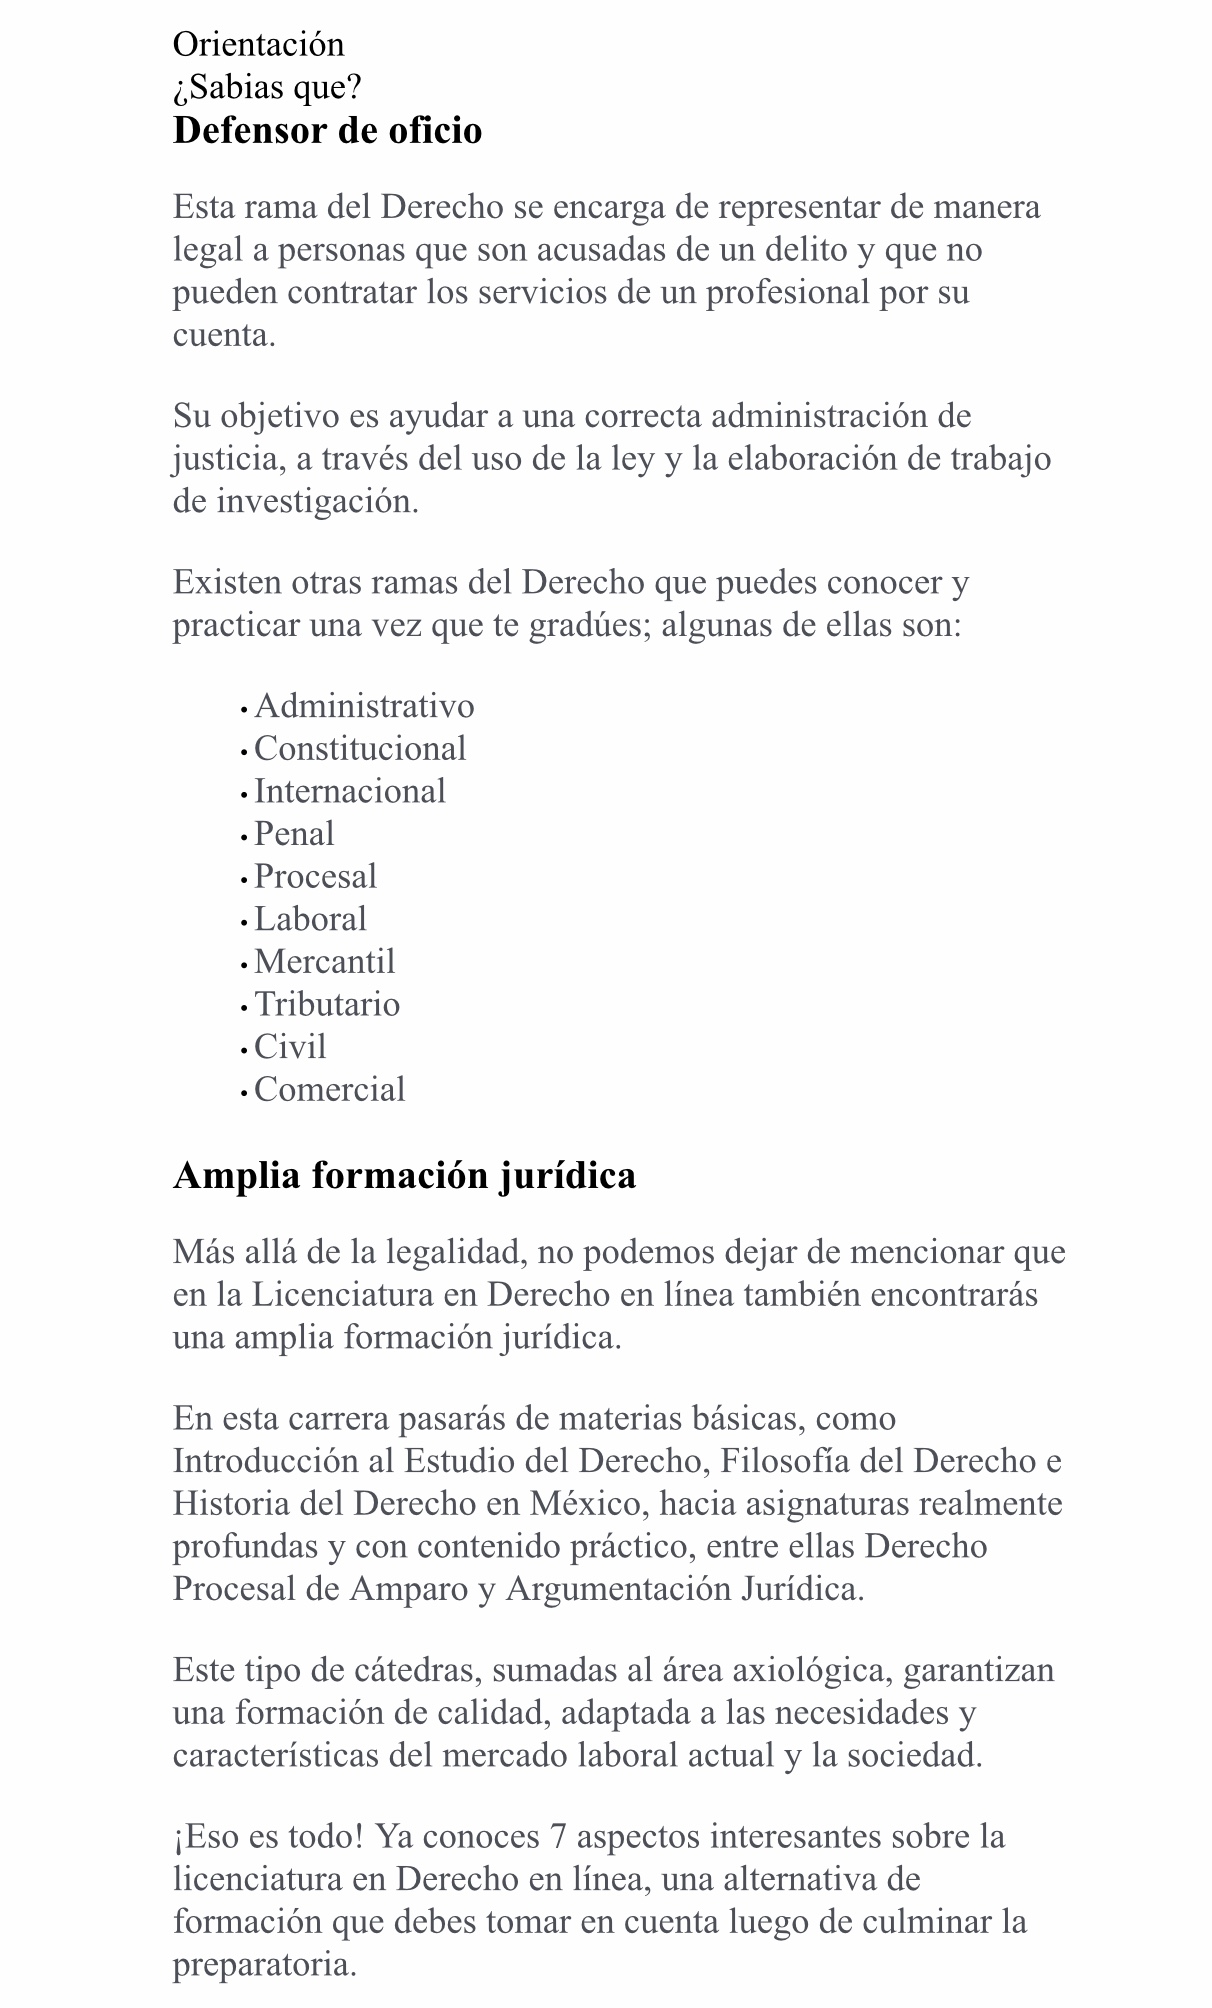 Orientación
¿Sabias que?
Defensor de oficio
Esta rama del Derecho se encarga de representar de manera
legal a personas que son acusadas de un delito y que no
pueden contratar los servicios de un profesional por su
cuenta.
Su objetivo es ayudar a una correcta administración de
justicia, a través del uso de la ley y la elaboración de trabajo
de investigación.
Existen otras ramas del Derecho que puedes conocer y
practicar una vez que te gradúes; algunas de ellas son:
• Administrativo
• Constitucional
• Internacional
• Penal
• Procesal
• Laboral
• Mercantil
• Tributario
• Civil
• Comercial
Amplia formación jurídica
Más allá de la legalidad, no podemos dejar de mencionar que
en la Licenciatura en Derecho en línea también encontrarás
una amplia formación jurídica.
En esta carrera pasarás de materias básicas, como
Introducción al Estudio del Derecho, Filosofía del Derecho e
Historia del Derecho en México, hacia asignaturas realmente
profundas y con contenido práctico, entre ellas Derecho
Procesal de Amparo y Argumentación Jurídica.
Este tipo de cátedras, sumadas al área axiológica, garantizan
una formación de calidad, adaptada a las necesidades y
características del mercado laboral actual y la sociedad.
¡Eso es todo! Ya conoces 7 aspectos interesantes sobre la
licenciatura en Derecho en línea, una alternativa de
formación que debes tomar en cuenta luego de culminar la
preparatoria.